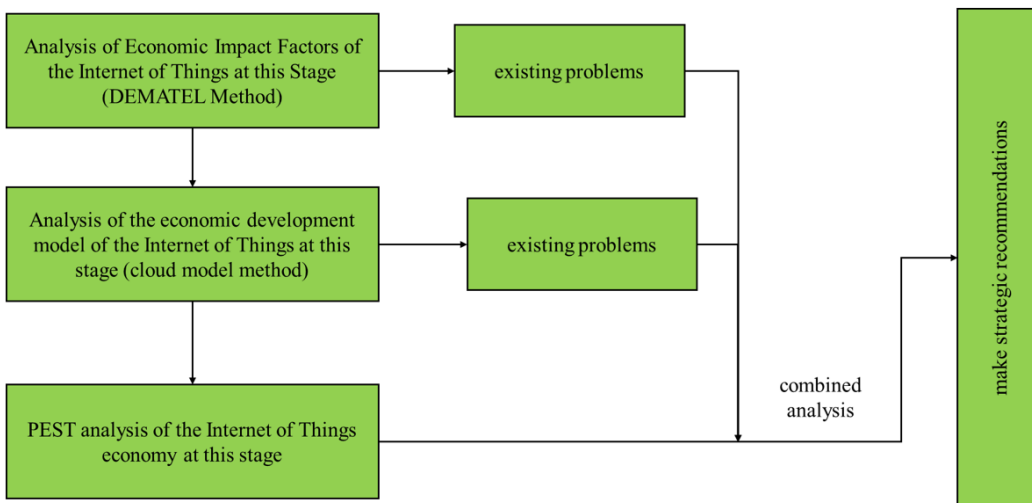 Analysis of Economic Impact Factors of
the Internet of Things at this Stage
(DEMATEL Method)
existing problems
Analysis of the economic development
model of the Internet of Things at this
stage (cloud model method)
existing problems
PEST analysis of the Internet of Things
economy at this stage
combined
analysis
make strategic recommendations